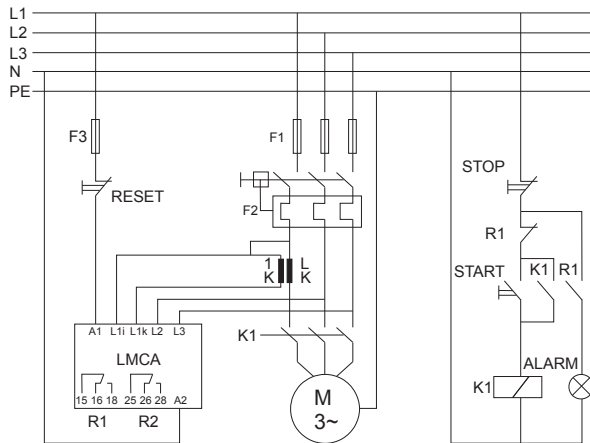 L1
L2
L3
N
PE
F3
F1
RESET
STOP
F2
R1
1 L
K K
START K1 R1
A1 L1i L1k L2 L3
K1
LMCA
ALARM
15 16 18 25 26 28 A2
K1
R1 R2
M
3~